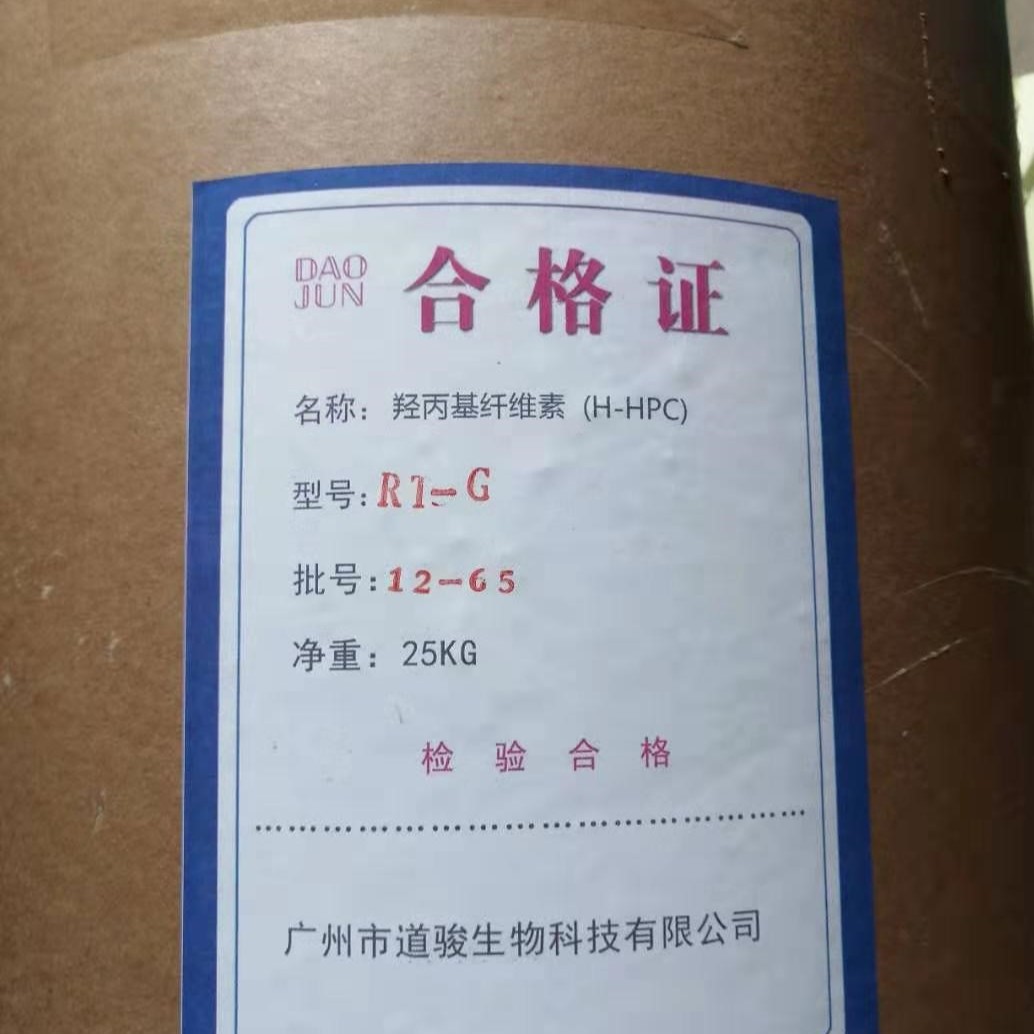 DAO
JUN
合格证
名称：羟丙基纤维素 (H-HPC)
型号：R7-G
批号：12-65
净重：25KG
检验合格
广州市道骏生物科技有限公司